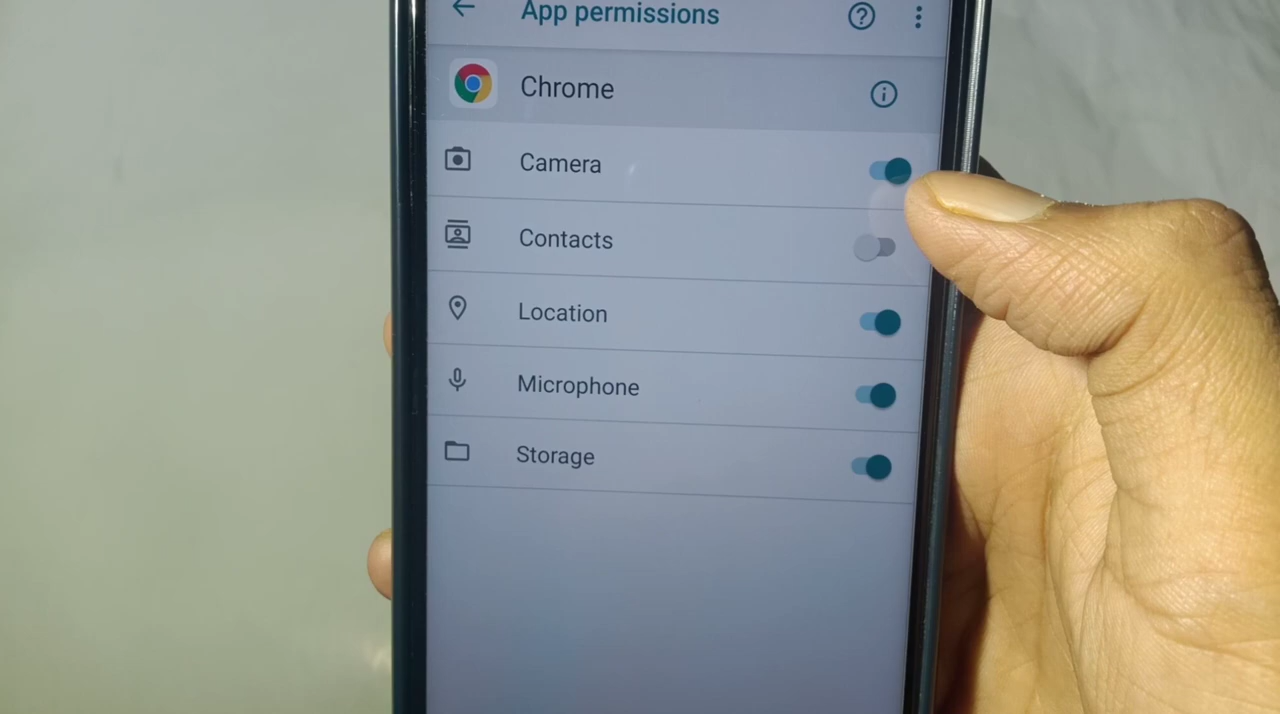 App permissions
Chrome
Camera
Contacts
Location
Microphone
Storage